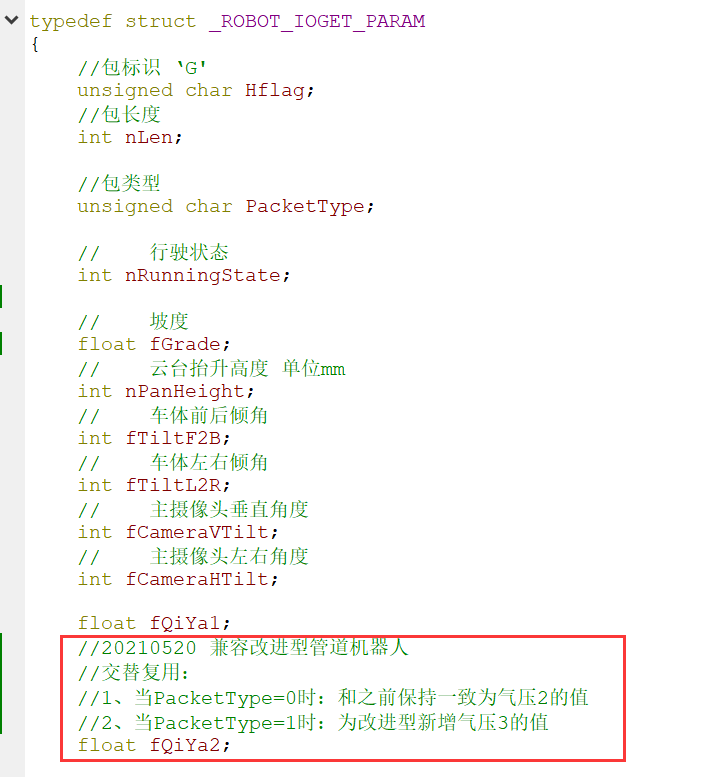 typedef struct _ROBOT_IOGET_PARAM
{
//包标识 ‘G'
unsigned char Hflag;
//包长度
int nLen;
//包类型
unsigned char PacketType;
// 行驶状态
int nRunningState;
// 坡度
float fGrade;
// 云台抬升高度 单位mm
int nPanHeight;
// 车体前后倾角
int fTiltF2B;
// 车体左右倾角
int fTiltL2R;
// 主摄像头垂直角度
int fCameraVTilt;
// 主摄像头左右角度
int fCameraHTilt;
float fQiYa1;
//20210520 兼容改进型管道机器人
//交替复用：
//1、当PacketType=0时：和之前保持一致为气压2的值
//2、当PacketType=1时：为改进型新增气压3的值
float fQiYa2;